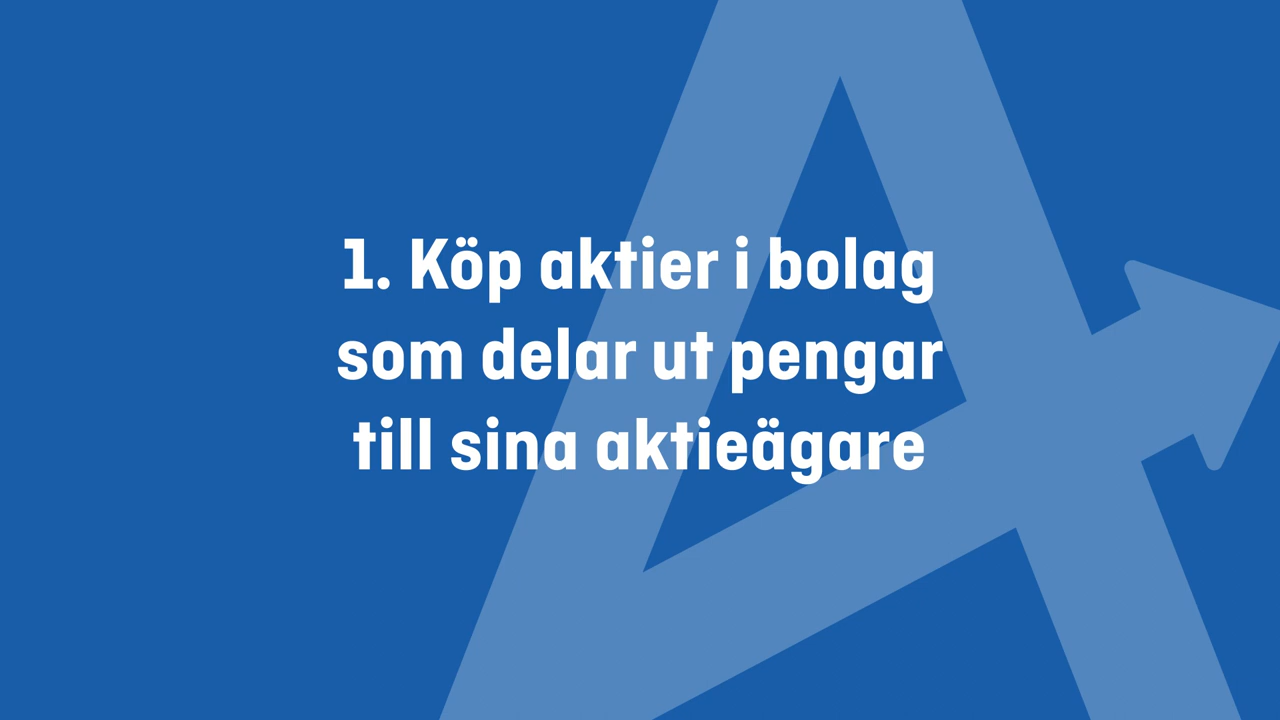 1. Köp aktier i bolag
som delar ut pengar
till sina aktieägare